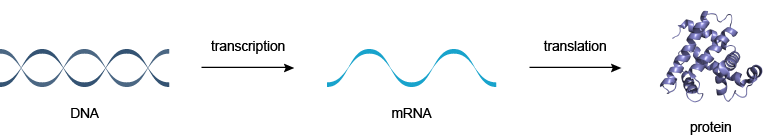 transcription
translation
DNA
mRNA
protein